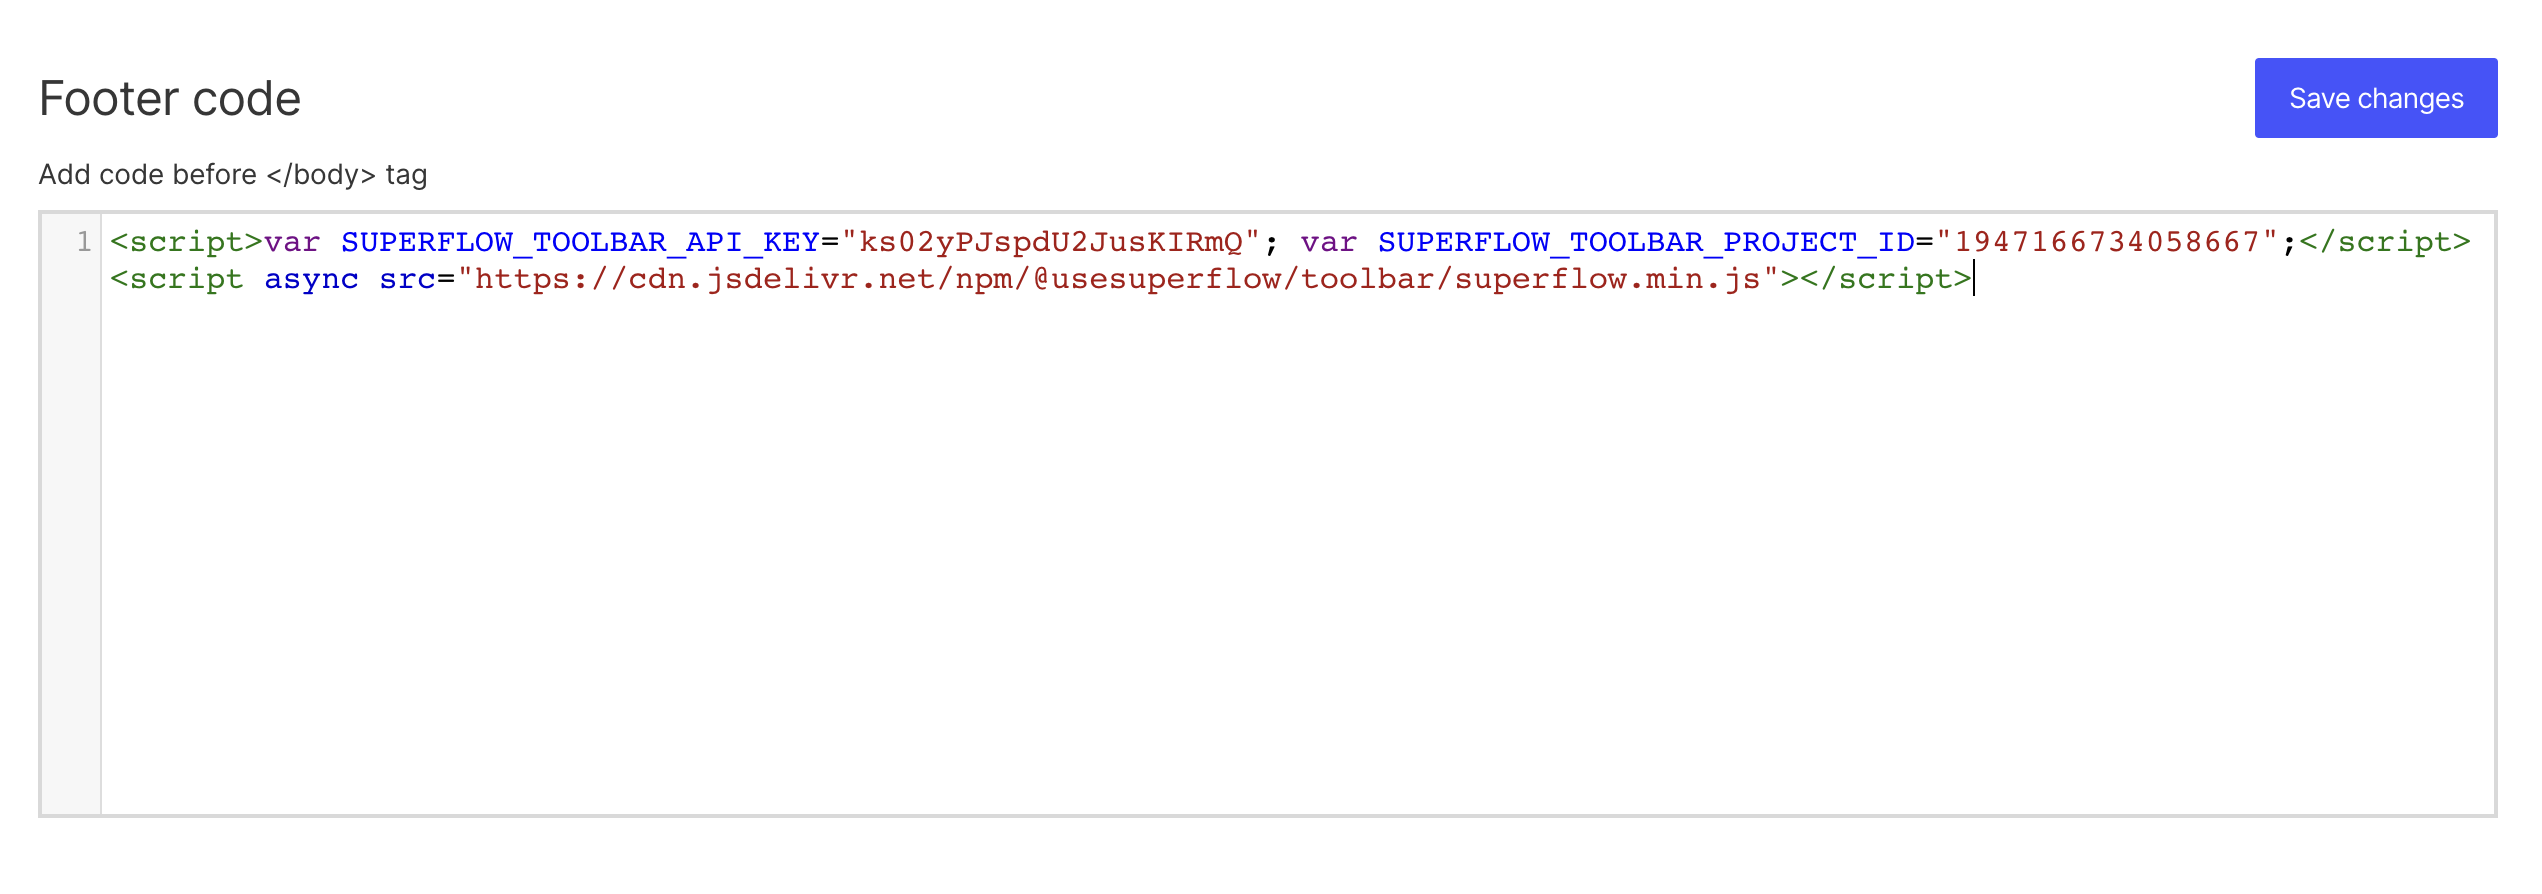 Footer code
Save changes
Add code before </body> tag
1 <script>var SUPERFLOW_TOOLBAR_API_KEY="ks02yPJspdU2JusKIRmQ"; var SUPERFLOW_TOOLBAR_PROJECT_ID="1947166734058667";</script>
<script async src="https://cdn.jsdelivr.net/npm/@usesuperflow/toolbar/superflow.min.js"></script>